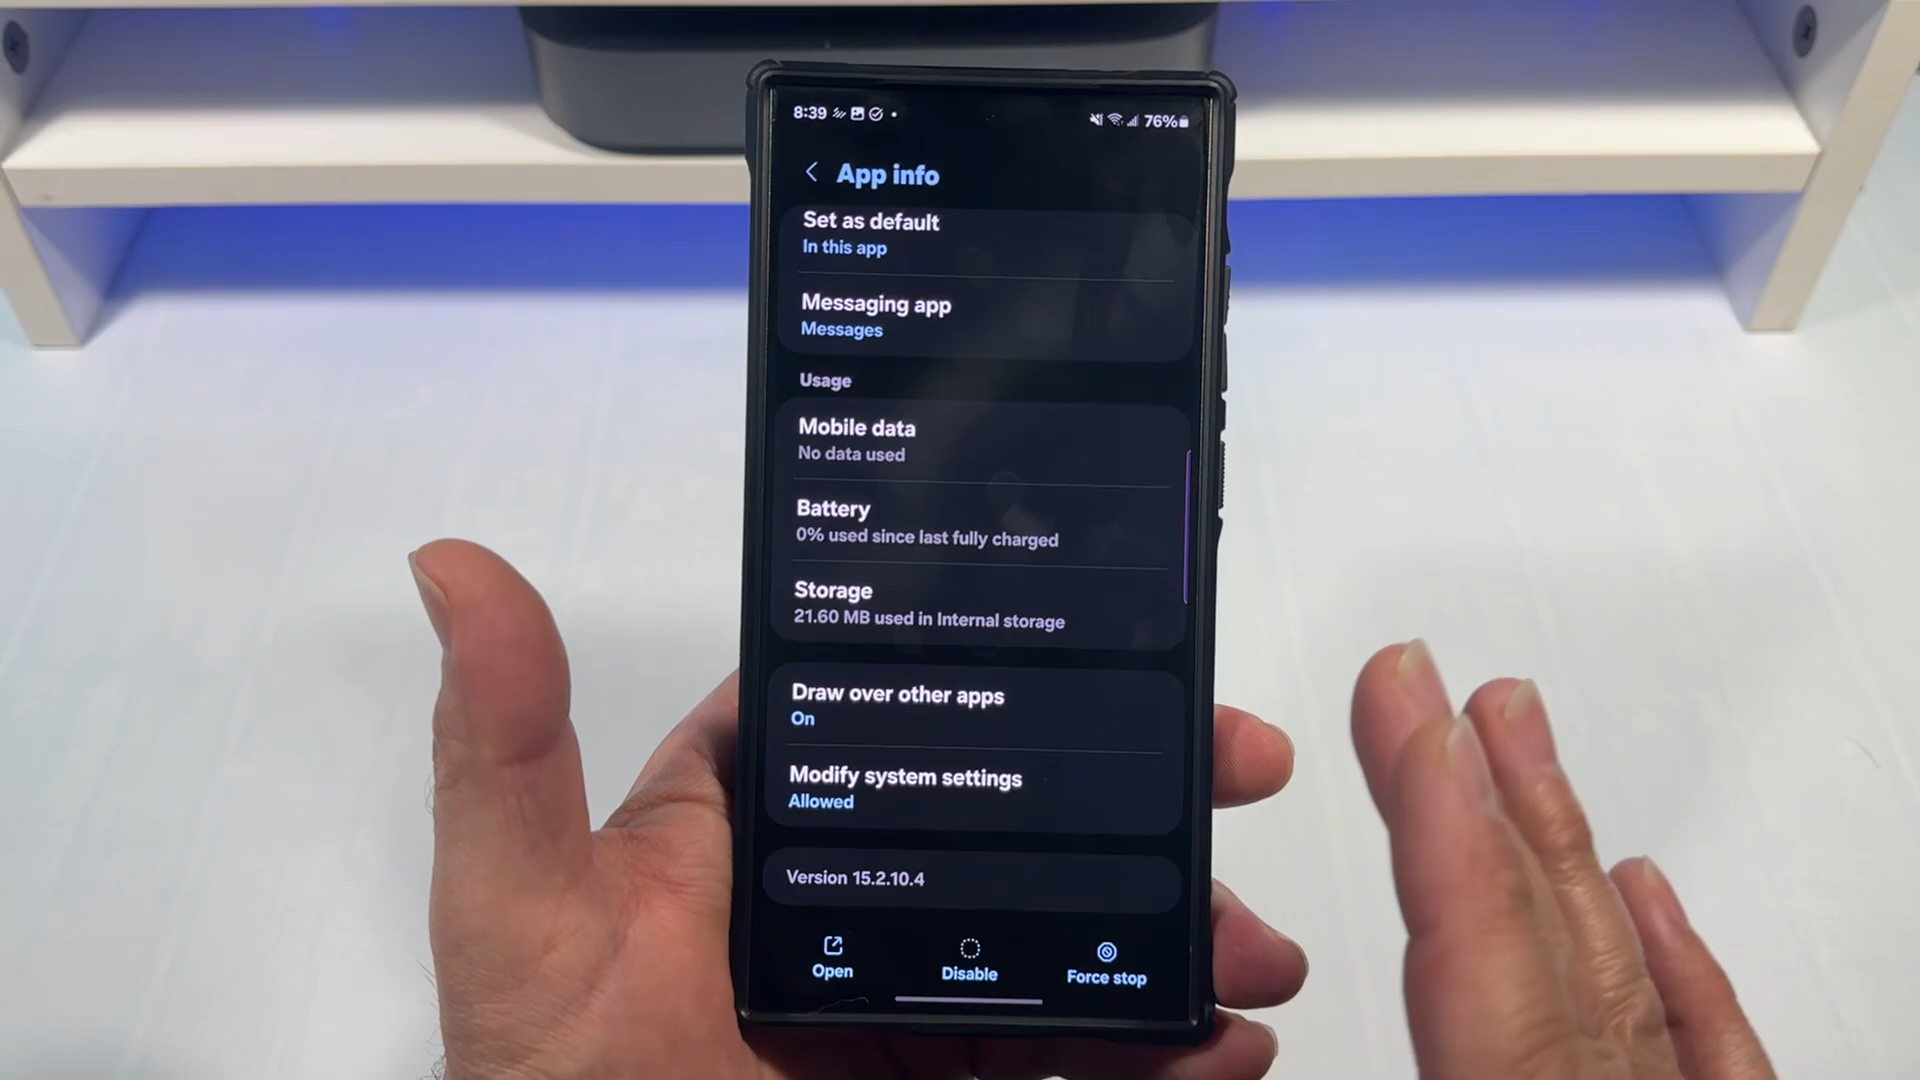 8:39
76%
App info
Set as default
In this app
Messaging app
Messages
Usage
Mobile data
No data used
Battery
0% used since last fully charged
Storage
21.60 MB used in Internal storage
Draw over other apps
On
Modify system settings
Allowed
Version 15.2.10.4
Open
Disable
Force stop